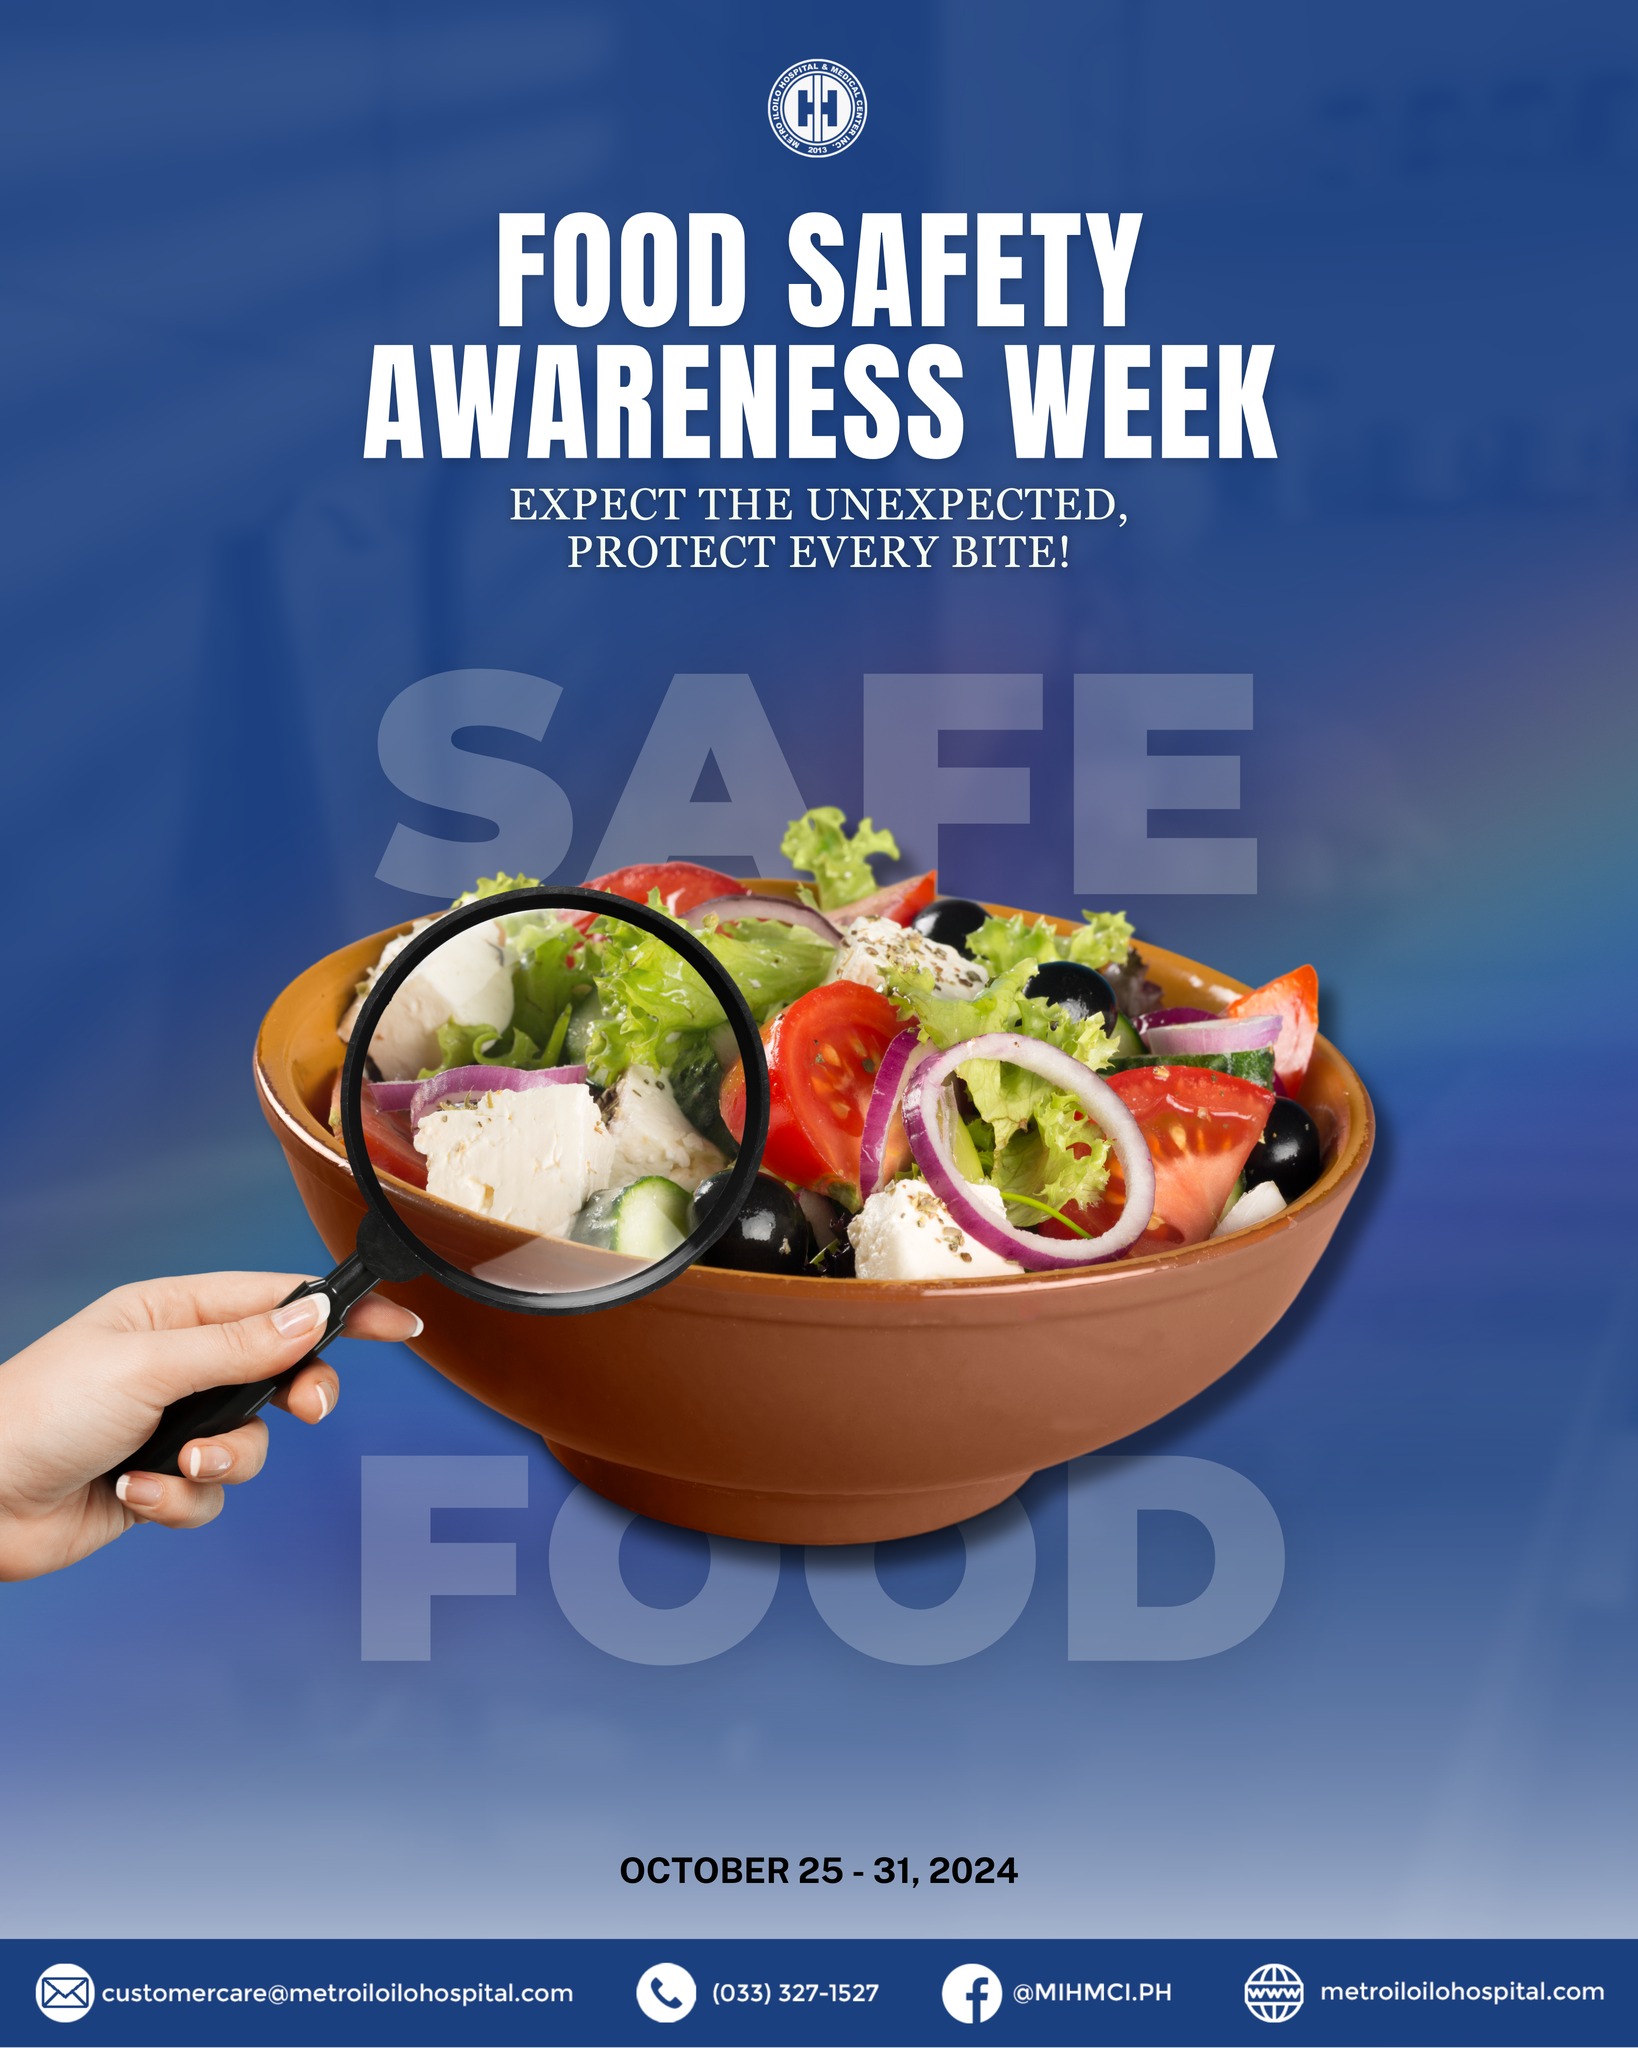 METRO ILOILO HOSPITAL & MEDICAL CENTER INC.
2013
FOOD SAFETY
AWARENESS WEEK
EXPECT THE UNEXPECTED,
PROTECT EVERY BITE!
SAFE
FOOD
OCTOBER 25 - 31, 2024
customercare@metroiloilohospital.com
(033) 327-1527
@MIHMCI.PH
www
metroiloilohospital.com